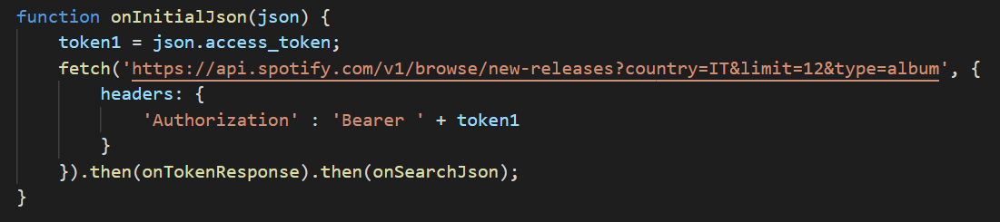 function onInitialJson(json) {
    token1 = json.access_token;
    fetch('https://api.spotify.com/v1/browse/new-releases?country=IT&limit=12&type=album', {
        headers: {
            'Authorization' : 'Bearer ' + token1
        }
    }).then(onTokenResponse).then(onSearchJson);
}